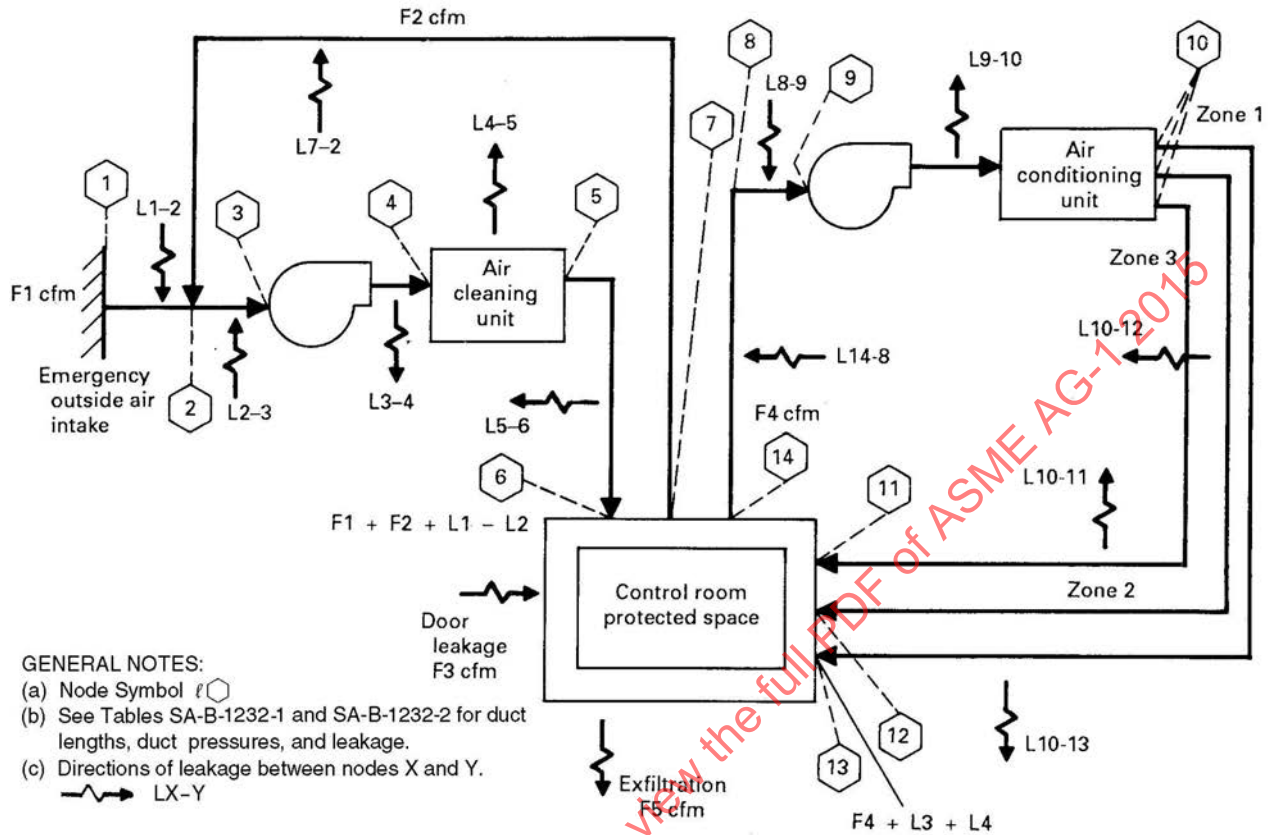 F2 cfm
8
10
L8-9
9
L9-10
7
Zone 1
L4–5
L7–2
1
Air
conditioning
unit
L1–2
3
4
5
Zone 3
F1 cfm
Air
cleaning
unit
L10-12
L14-8
Emergency
outside air
intake
2
L2–3
L3–4
L5–6
F4 cfm
14
6
11
L10-11
F1 + F2 + L1 – L2
Zone 2
Control room
protected space
Door
leakage
F3 cfm
GENERAL NOTES:
(a) Node Symbol ℓ
(b) See Tables SA-B-1232-1 and SA-B-1232-2 for duct
lengths, duct pressures, and leakage.
(c) Directions of leakage between nodes X and Y.
LX–Y
12
13
L10-13
Exfiltration
F5 cfm
F4 + L3 + L4
view the full PDF of ASME AG-1 2015